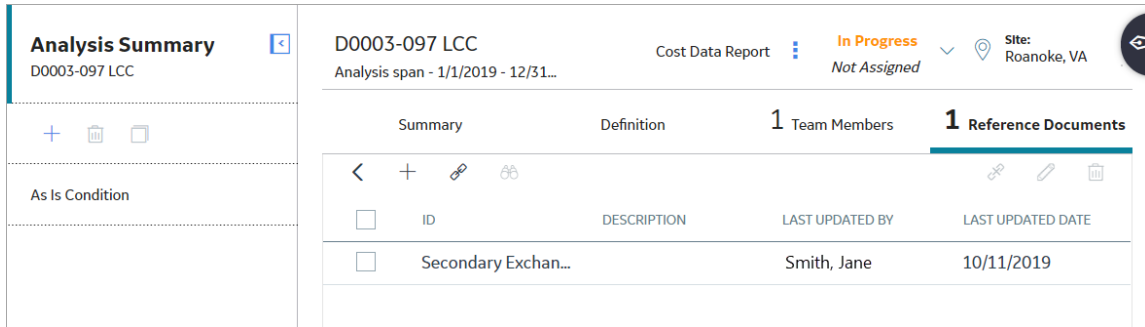 Analysis Summary
D0003-097 LCC
As Is Condition
D0003-097 LCC
Analysis span - 1/1/2019 - 12/31...
Cost Data Report
In Progress
Not Assigned
Site:
Roanoke, VA
Summary Definition 1 Team Members 1 Reference Documents
ID DESCRIPTION LAST UPDATED BY LAST UPDATED DATE
Secondary Exchan... Smith, Jane 10/11/2019